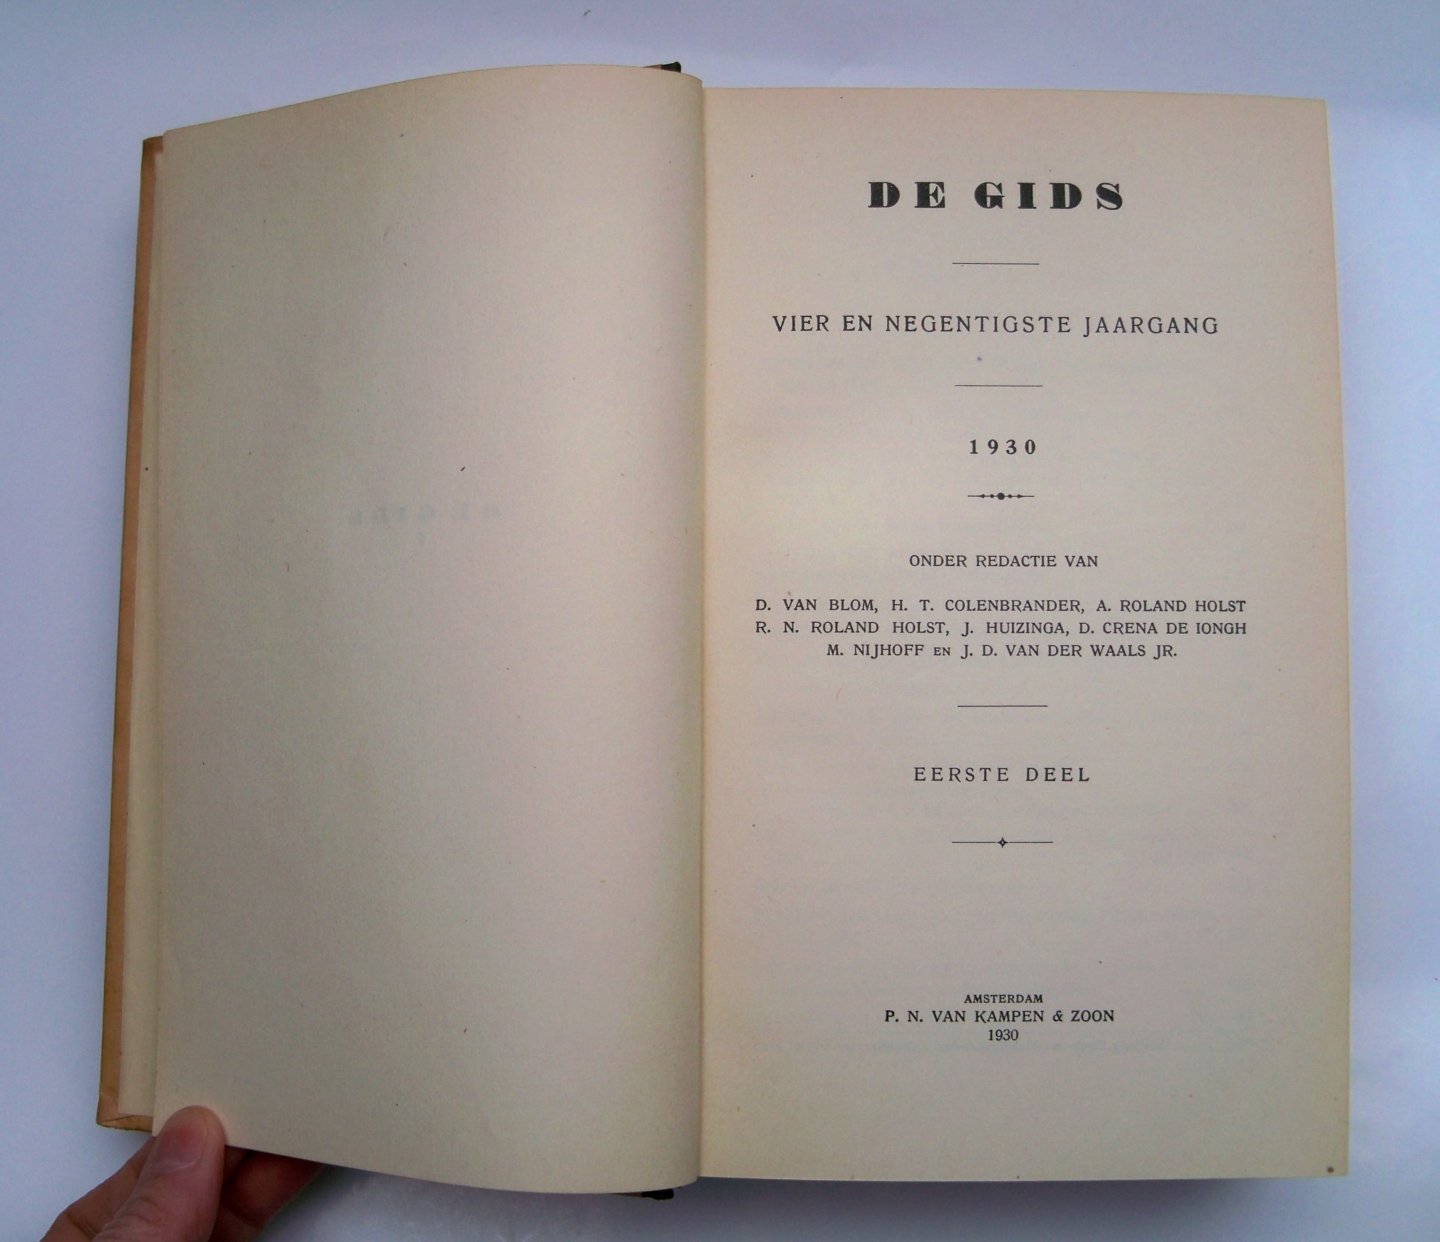 DE GIDS
VIER EN NEGENTIGSTE JAARGANG
1930
ONDER REDACTIE VAN
D. VAN BLOM, H. T. COLENBRANDER, A. ROLAND HOLST
R. N. ROLAND HOLST, J. HUIZINGA, D. CRENA DE IONGH
M. NIJHOFF EN J. D. VAN DER WAALS JR.
EERSTE DEEL
AMSTERDAM
P. N. VAN KAMPEN & ZOON
1930